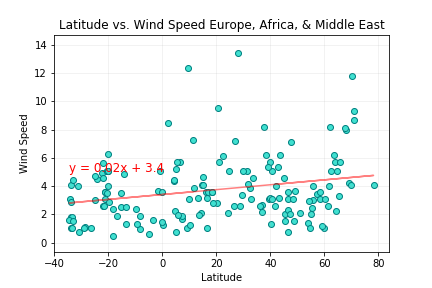 Latitude vs. Wind Speed Europe, Africa, & Middle East
14
12
10
8
6
4
2
0
Wind Speed
y = 0.02x + 3.4
−40 −20 0 20 40 60 80
Latitude